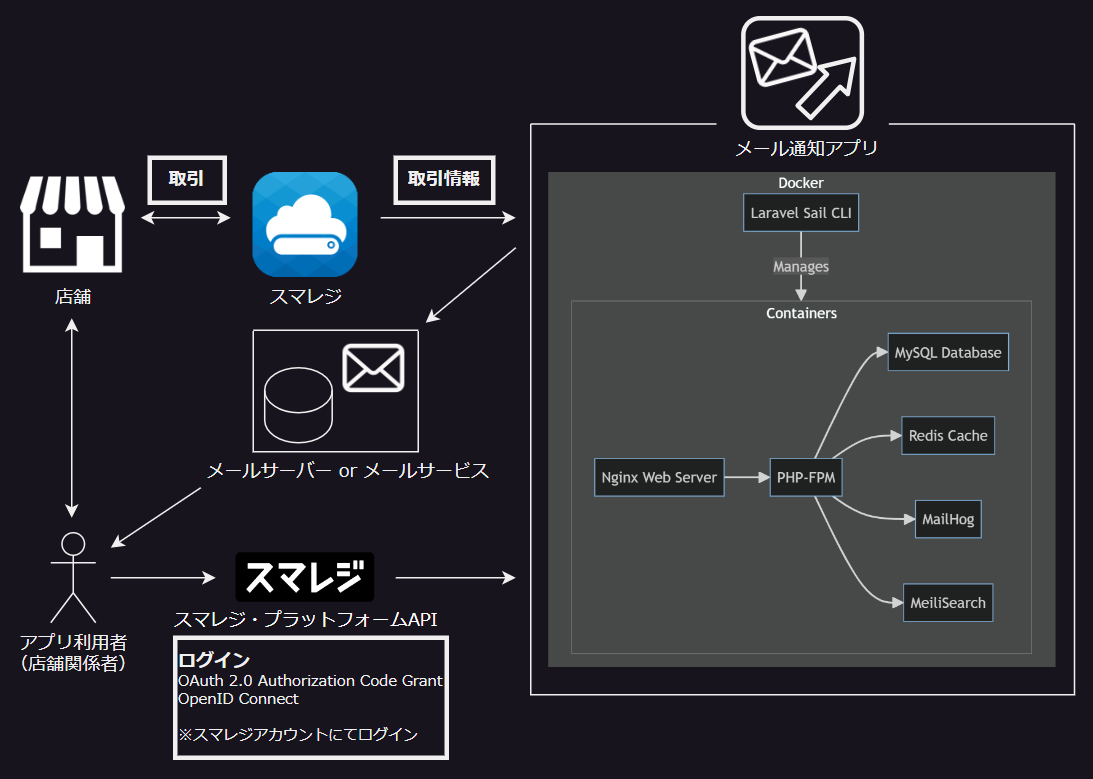 メール通知アプリ
取引
取引情報
店舗
スマレジ
Docker
Laravel Sail CLI
Manages
Containers
MySQL Database
Redis Cache
Nginx Web Server
PHP-FPM
MailHog
MeiliSearch
メールサーバー or メールサービス
アプリ利用者
（店舗関係者）
スマレジ
スマレジ・プラットフォームAPI
ログイン
OAuth 2.0 Authorization Code Grant
OpenID Connect
※スマレジアカウントにてログイン